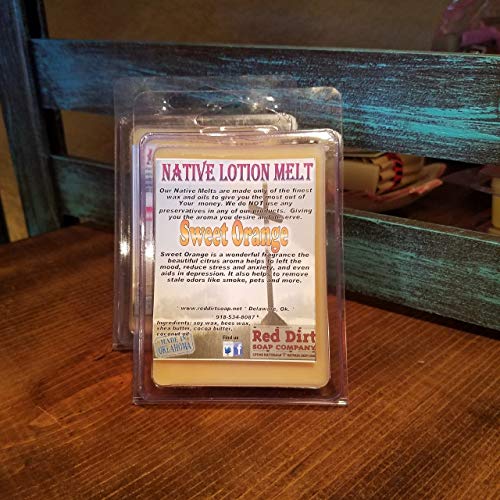 NATIVE LOTION MELT
Our Native Melts are made only of the finest
wax and oils to give you the most out of
Your money. We do NOT use any
preservatives in any of our products. Giving
you the aroma you desire and deserve.
Sweet Orange
Sweet Orange is a wonderful fragrance the
beautiful citrus aroma helps to left the
mood, reduce stress and anxiety, and even
aids in depression. It also helps to remove
stale odors like smoke, pets and more.
www.reddirtsoap.net * Delaware, Ok.
918-534-8087 *
Ingredients: soy wax, bees wax,
shea butter, cocoa butter,
coconut
MADE IN
OKLAHOMA
Find us
f
Red Dirt
SOAP COMPANY